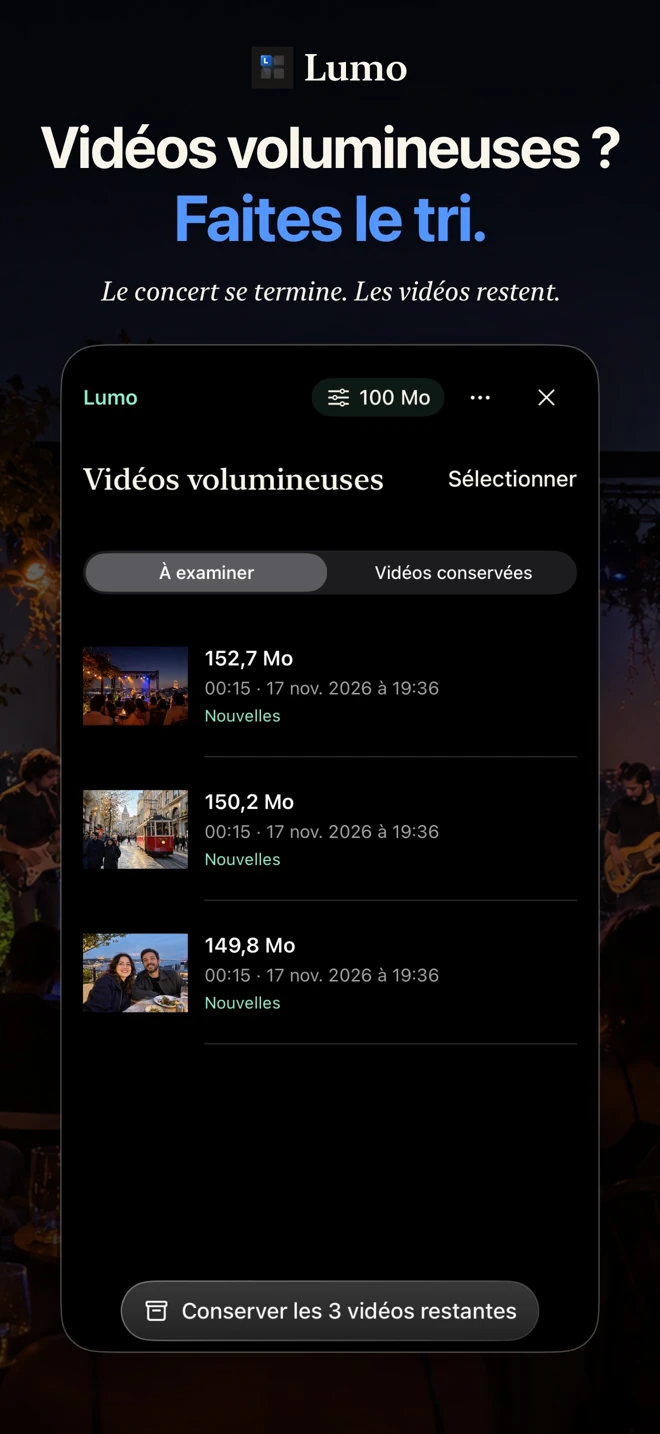 L
Lumo
Vidéos volumineuses ?
Faites le tri.
Le concert se termine. Les vidéos restent.
Lumo
100 Mo
Vidéos volumineuses
Sélectionner
À examiner
Vidéos conservées
152,7 Mo
00:15 · 17 nov. 2026 à 19:36
Nouvelles
150,2 Mo
00:15 · 17 nov. 2026 à 19:36
Nouvelles
149,8 Mo
00:15 · 17 nov. 2026 à 19:36
Nouvelles
Conserver les 3 vidéos restantes